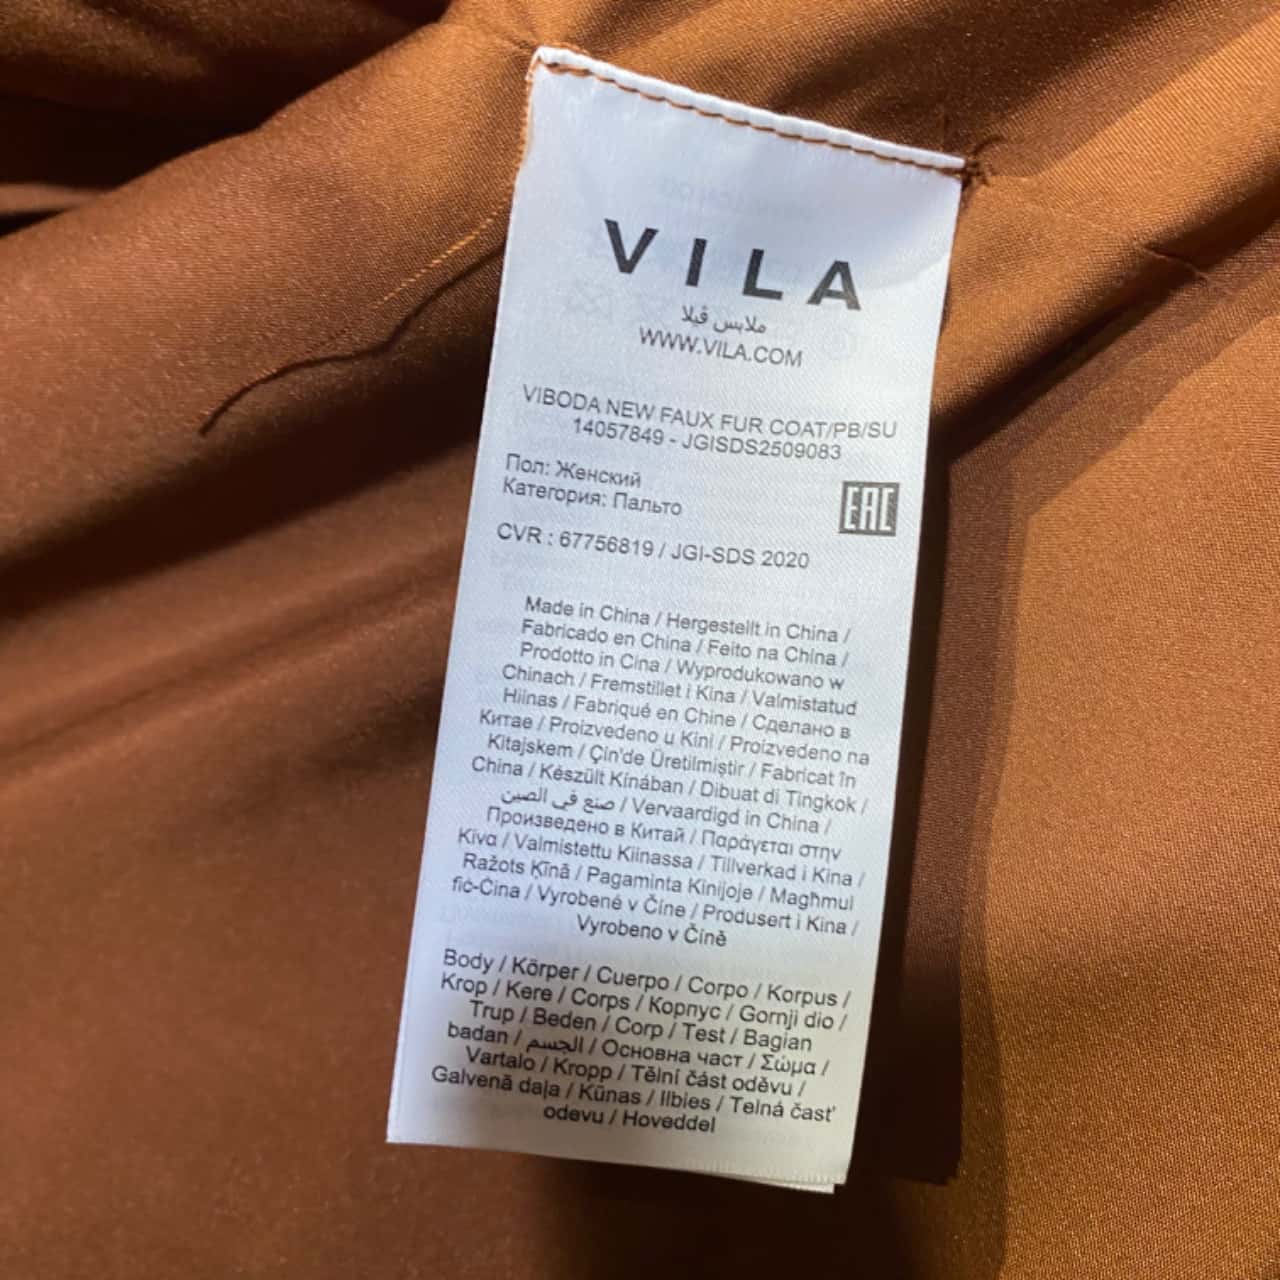 VILA
ملابس ڤيلا
WWW.VILA.COM
VIBODA NEW FAUX FUR COAT/PB/SU
14057849 - JGISDS2509083
Пол: Женский
Категория: Пальто
EAC
CVR : 67756819 / JGI-SDS 2020
Made in China / Hergestellt in China /
Fabricado en China / Feito na China /
Prodotto in Cina / Wyprodukowano w
Chinach / Fremstillet i Kina / Valmistatud
Hiinas / Fabriqué en Chine / Сделано в
Китае / Proizvedeno u Kini / Proizvedeno na
Kitajskem / Çin'de Üretilmiştir / Fabricat în
China / Készült Kínában / Dibuat di Tingkok /
صنع في الصين / Vervaardigd in China /
Произведено в Китай / Παράγεται στην
Κίνα / Valmistettu Kiinassa / Tillverkad i Kina /
Ražots Ķīnā / Pagaminta Kinijoje / Magħmul
fiċ-Ċina / Vyrobené v Číne / Produsert i Kina /
Vyrobeno v Číně
Body / Körper / Cuerpo / Corpo / Korpus /
Krop / Kere / Corps / Корпус / Gornji dio /
Trup / Beden / Corp / Test / Bagian
badan / الجسم / Основна част / Σώμα /
Vartalo / Kropp / Tělní část oděvu /
Galvenā daļa / Kūnas / Ilbies / Telná časť
odevu / Hoveddel